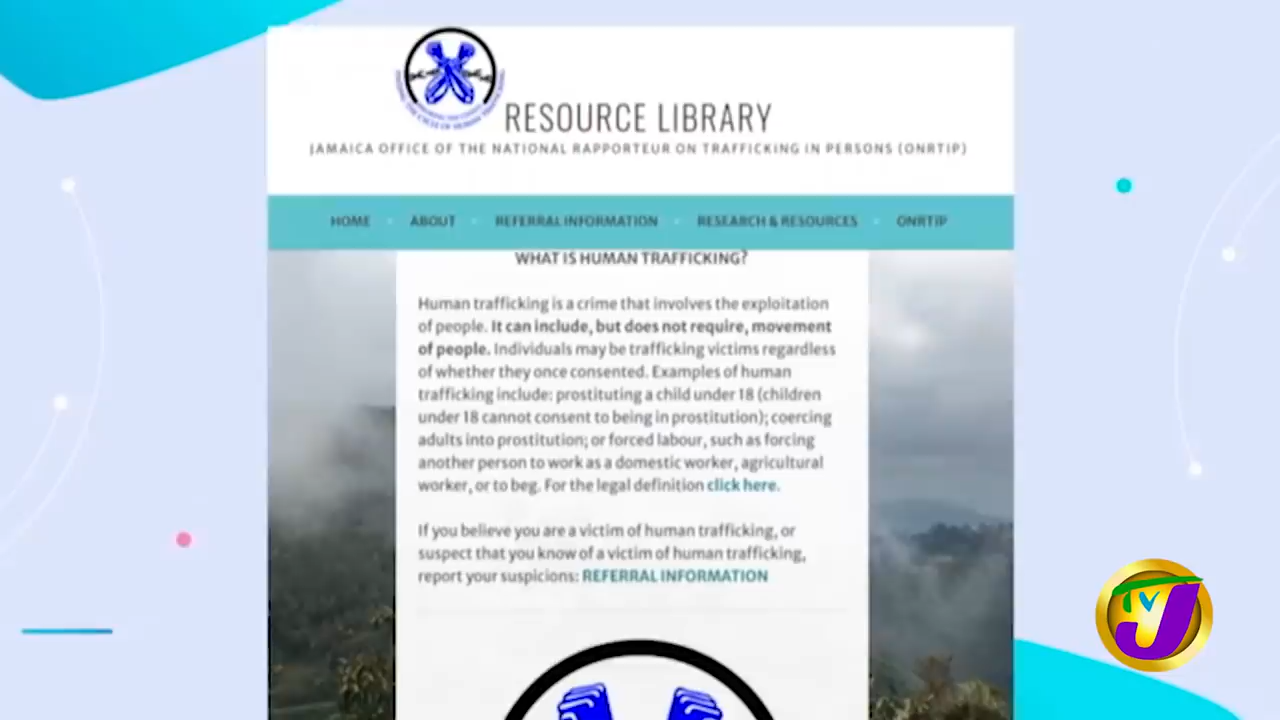 RESOURCE LIBRARY
JAMAICA OFFICE OF THE NATIONAL RAPPORTEUR ON TRAFFICKING IN PERSONS (ONRTIP)
HOME ABOUT REFERRAL INFORMATION RESEARCH & RESOURCES ONRTIP
WHAT IS HUMAN TRAFFICKING?
Human trafficking is a crime that involves the exploitation
of people. It can include, but does not require, movement
of people. Individuals may be trafficking victims regardless
of whether they once consented. Examples of human
trafficking include: prostituting a child under 18 (children
under 18 cannot consent to being in prostitution); coercing
adults into prostitution; or forced labour, such as forcing
another person to work as a domestic worker, agricultural
worker, or to beg. For the legal definition click here.
If you believe you are a victim of human trafficking, or
suspect that you know of a victim of human trafficking,
report your suspicions: REFERRAL INFORMATION
TVJ